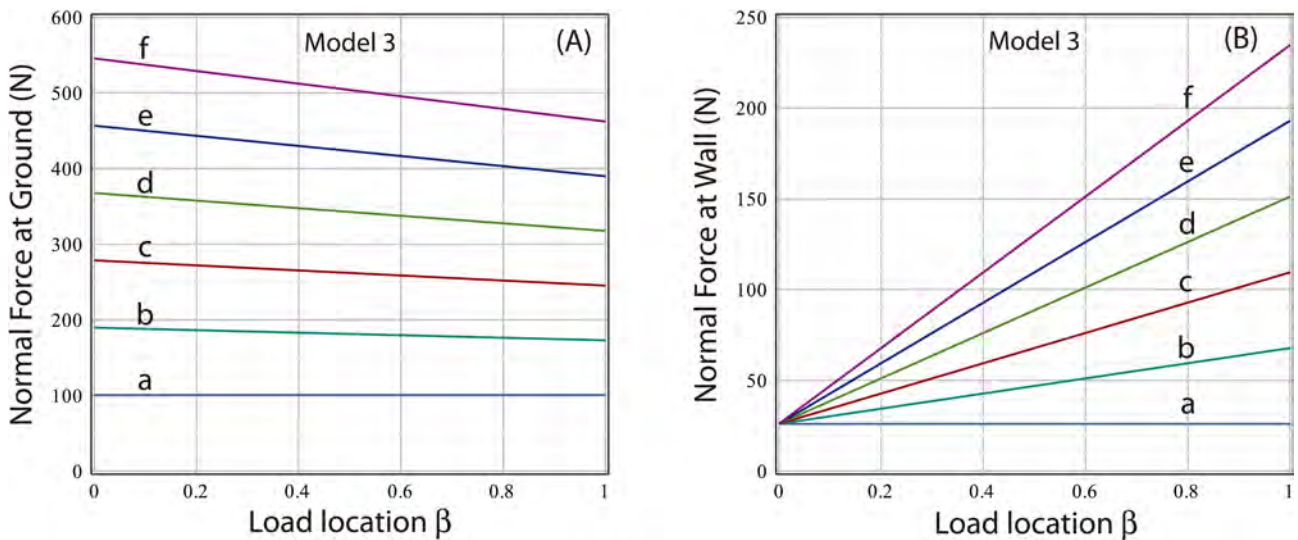 Model 3
(A)
Normal Force at Ground (N)
600
500
400
300
200
100
0
f
e
d
c
b
a
0 0.2 0.4 0.6 0.8 1
Load location β
Model 3
(B)
Normal Force at Wall (N)
250
200
150
100
50
0
f
e
d
c
b
a
0 0.2 0.4 0.6 0.8 1
Load location β